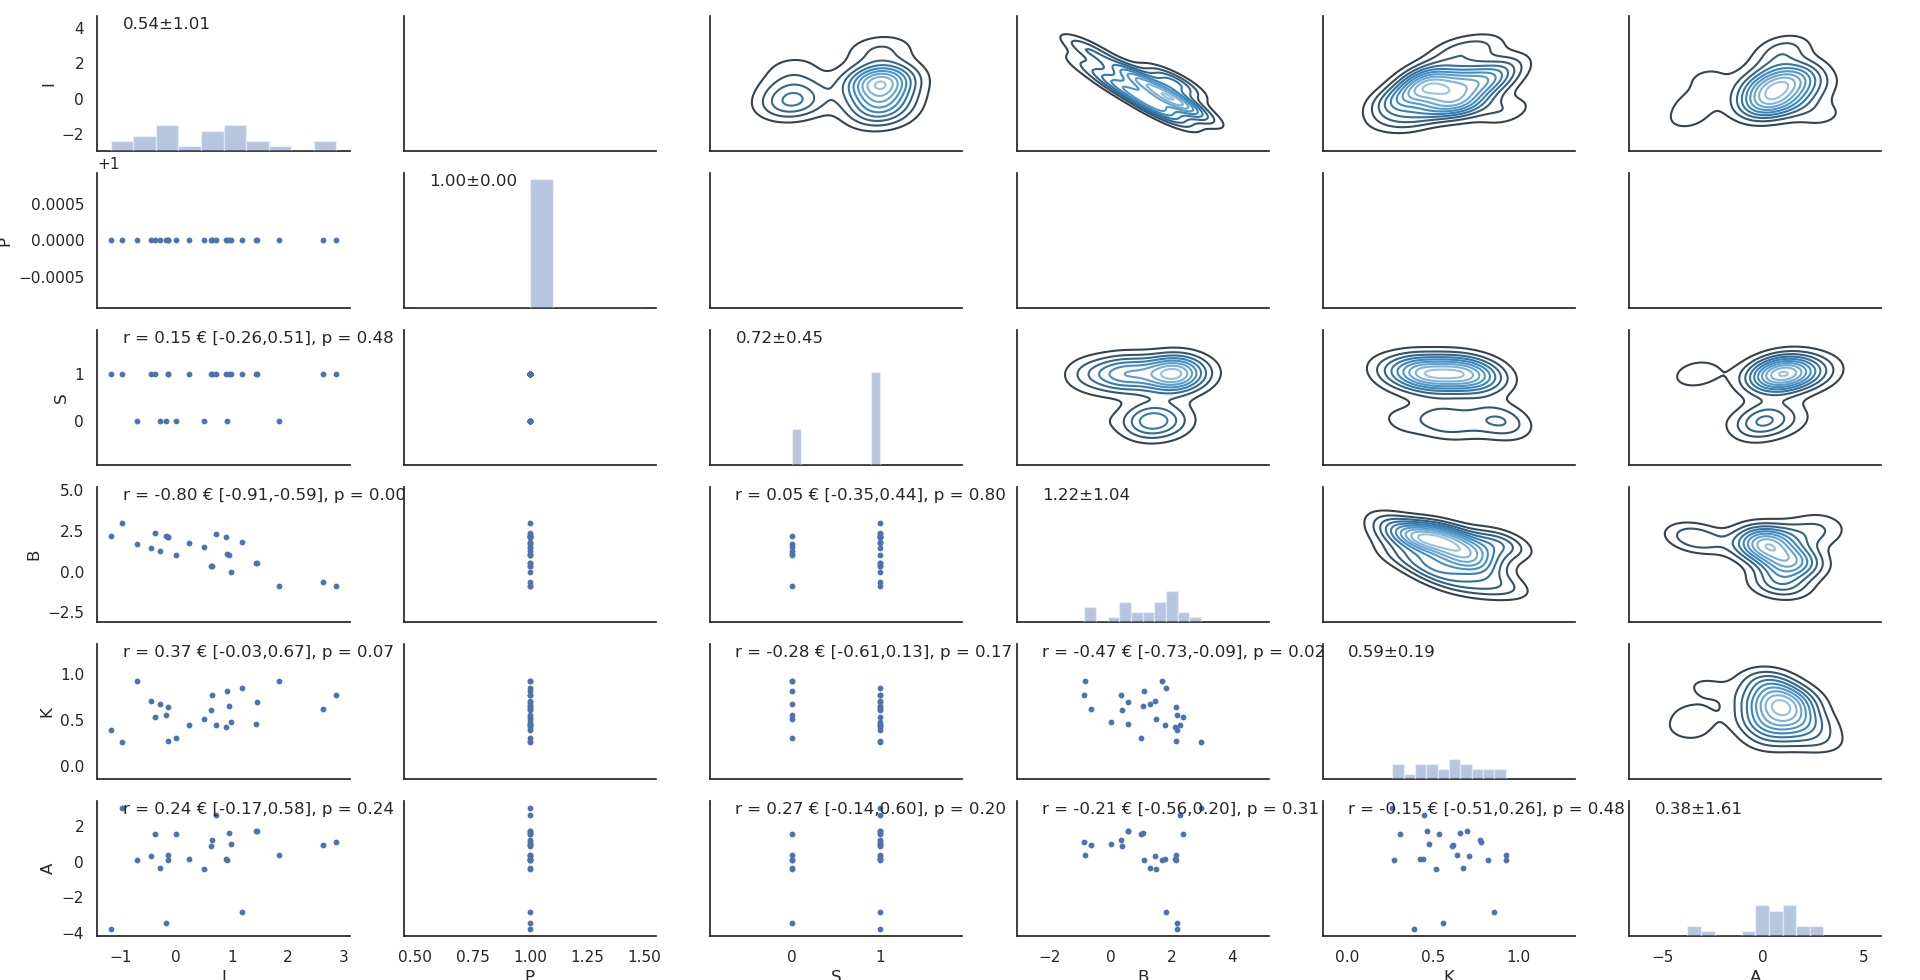 4
2
0
−2
I
0.54±1.01
+1
0.0005
0.0000
−0.0005
P
1.00±0.00
1
0
S
r = 0.15 € [-0.26,0.51], p = 0.48
0.72±0.45
5.0
2.5
0.0
−2.5
B
r = -0.80 € [-0.91,-0.59], p = 0.00
r = 0.05 € [-0.35,0.44], p = 0.80
1.22±1.04
1.0
0.5
0.0
K
r = 0.37 € [-0.03,0.67], p = 0.07
r = -0.28 € [-0.61,0.13], p = 0.17
r = -0.47 € [-0.73,-0.09], p = 0.02
0.59±0.19
2
0
−2
−4
A
r = 0.24 € [-0.17,0.58], p = 0.24
r = 0.27 € [-0.14,0.60], p = 0.20
r = -0.21 € [-0.56,0.20], p = 0.31
r = -0.15 € [-0.51,0.26], p = 0.48
0.38±1.61
−1 0 1 2 3
0.50 0.75 1.00 1.25 1.50
0 1
−2 0 2 4
0.0 0.5 1.0
−5 0 5
I P S B K A